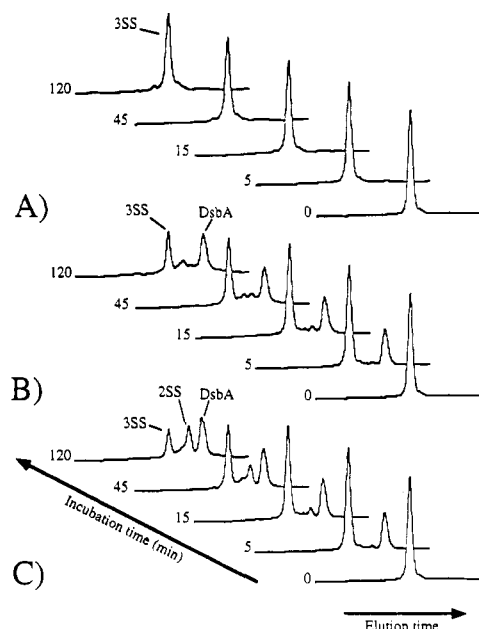 3SS
120
45
15
5
0
A)
3SS
DsbA
120
45
15
5
0
B)
3SS
2SS
DsbA
120
45
15
5
0
C)
Incubation time (min)
Elution time